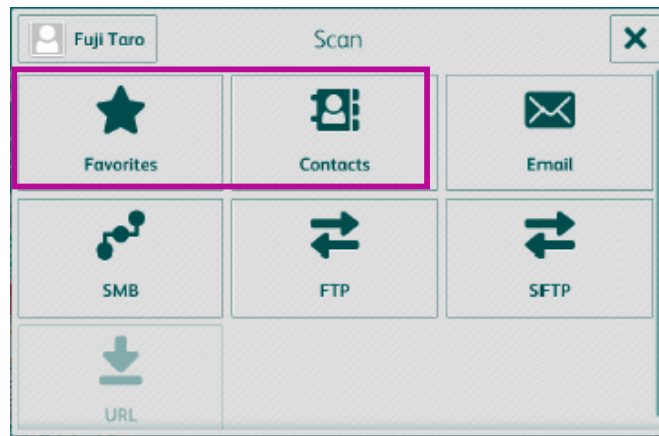 Fuji Taro
Scan
Favorites
Contacts
Email
SMB
FTP
SFTP
URL